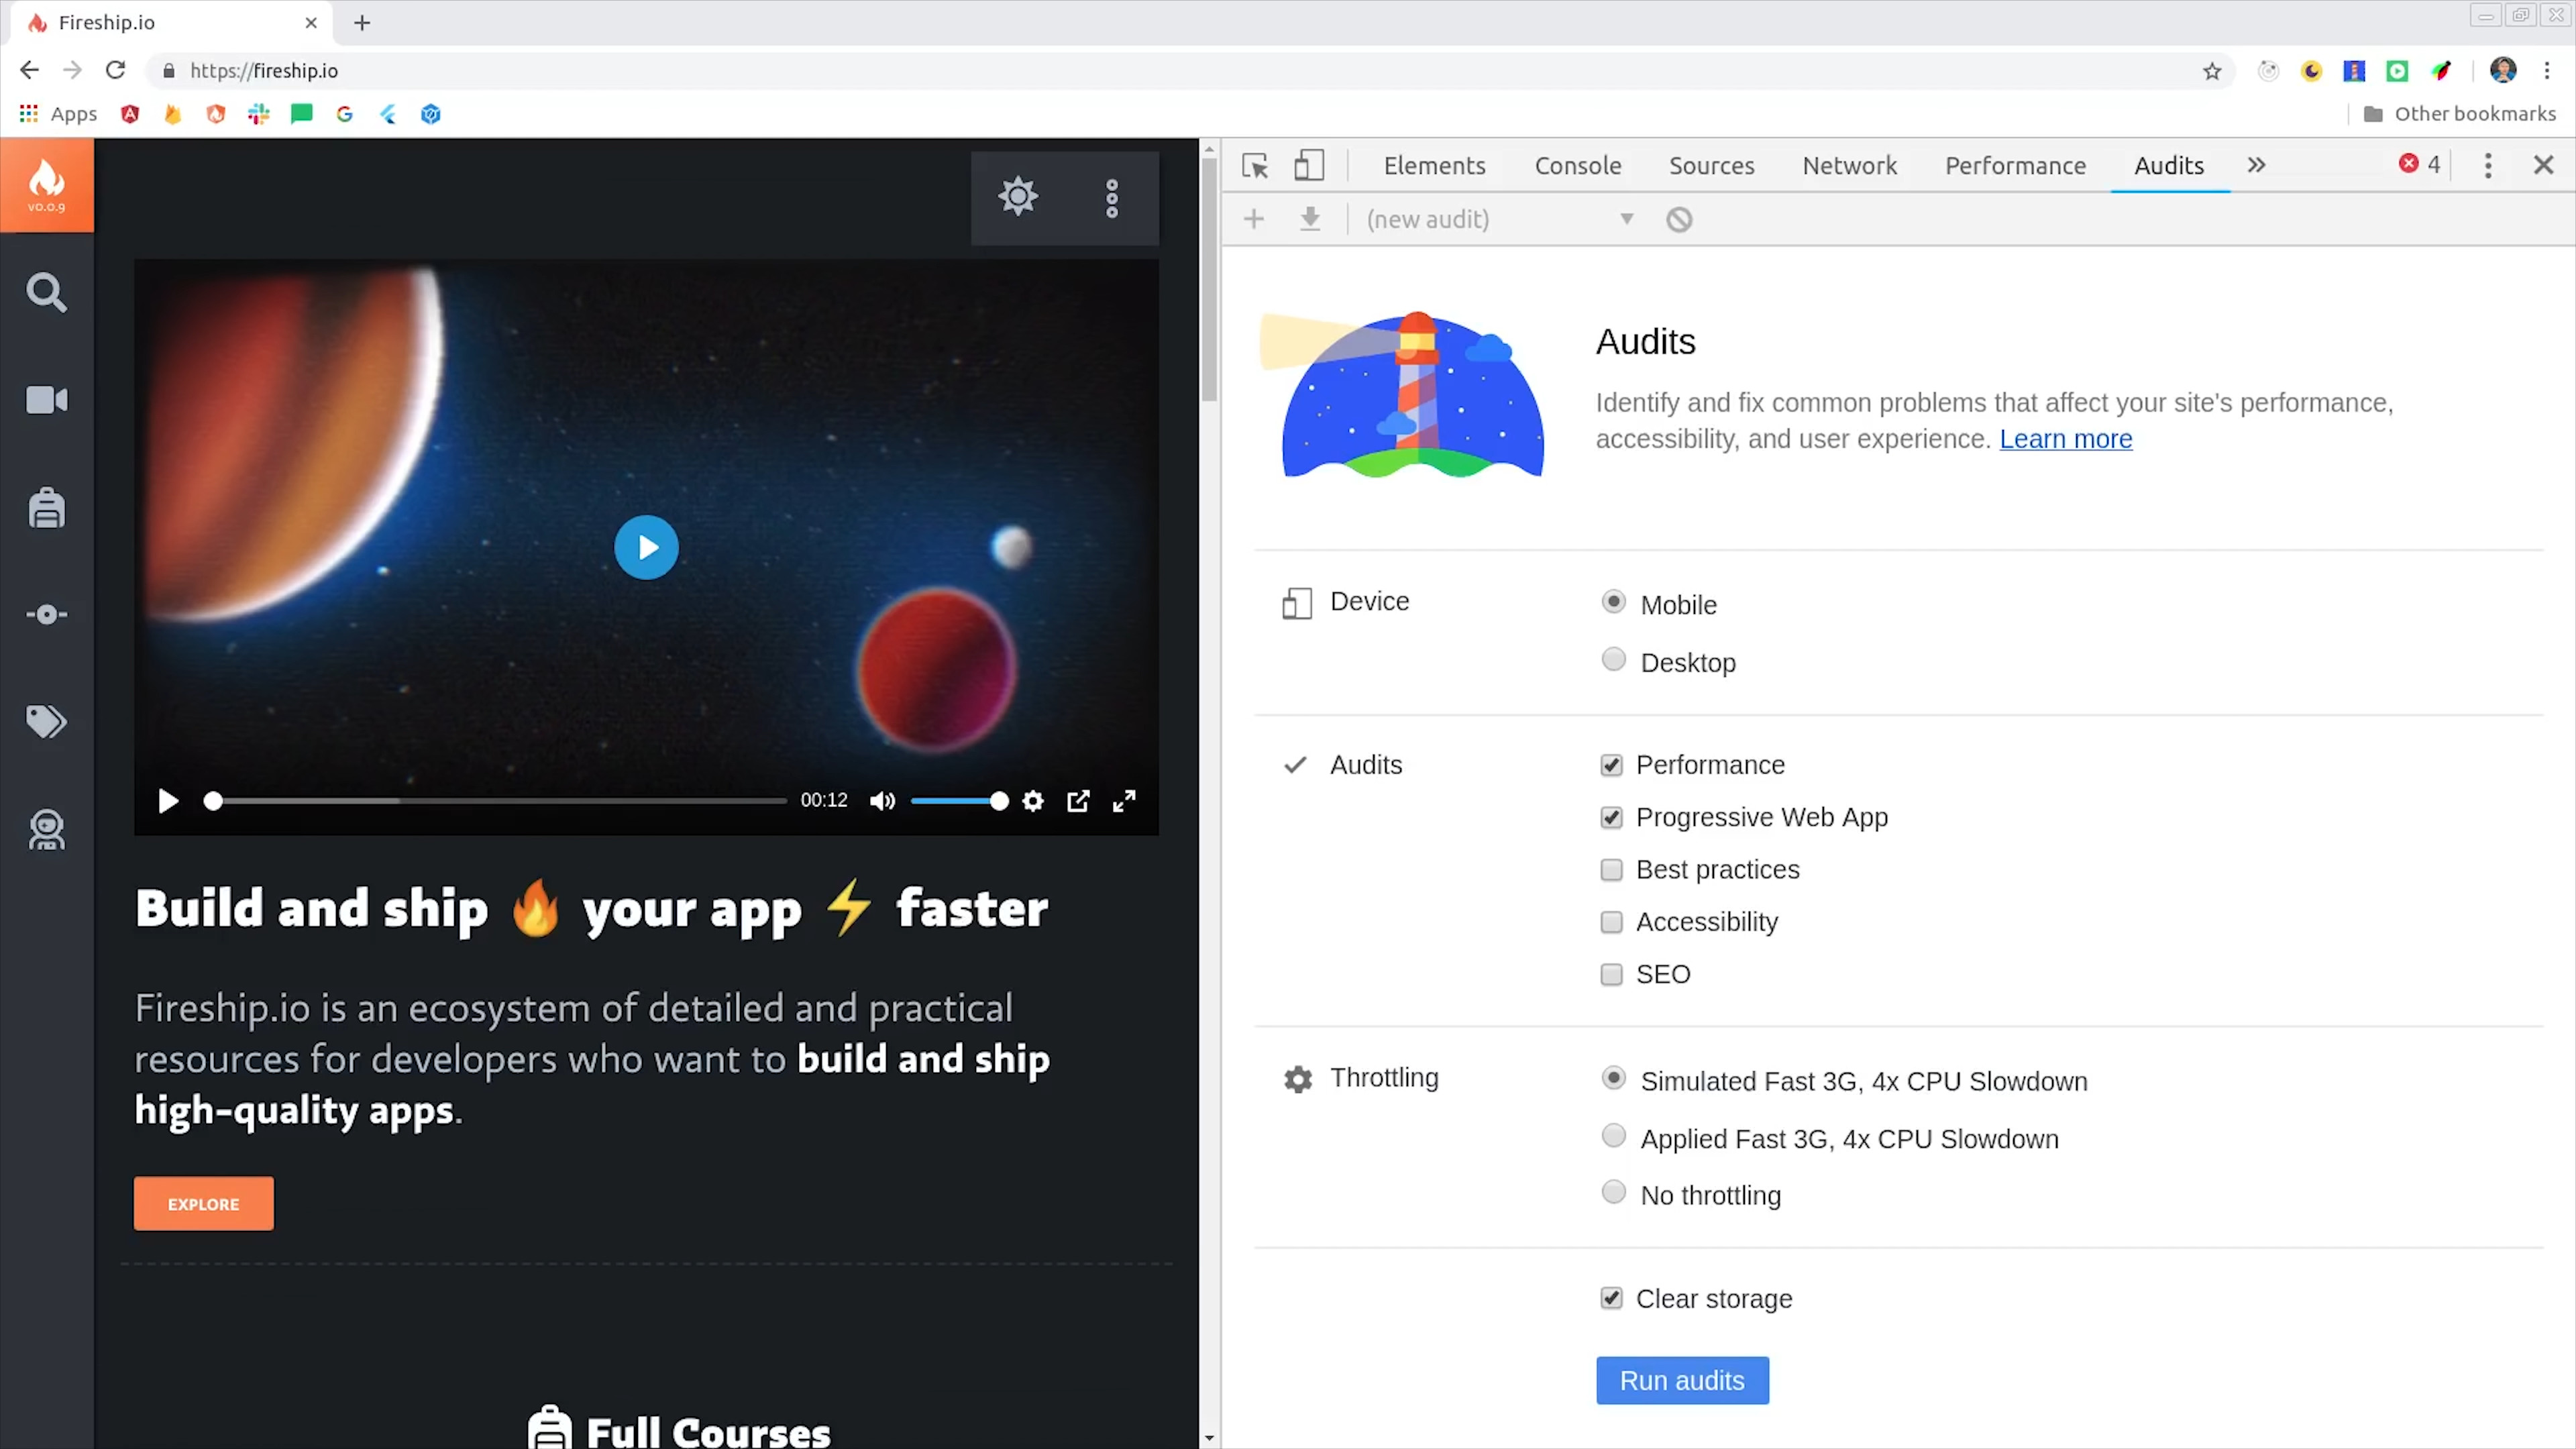 Fireship.io
https://fireship.io
Apps
Other bookmarks
v0.0.9
00:12
Build and ship 🔥 your app ⚡ faster
Fireship.io is an ecosystem of detailed and practical
resources for developers who want to build and ship
high-quality apps.
EXPLORE
Full Courses
Elements Console Sources Network Performance Audits » 4
(new audit)
Audits
Identify and fix common problems that affect your site's performance,
accessibility, and user experience. Learn more
Device
Mobile
Desktop
Audits
Performance
Progressive Web App
Best practices
Accessibility
SEO
Throttling
Simulated Fast 3G, 4x CPU Slowdown
Applied Fast 3G, 4x CPU Slowdown
No throttling
Clear storage
Run audits